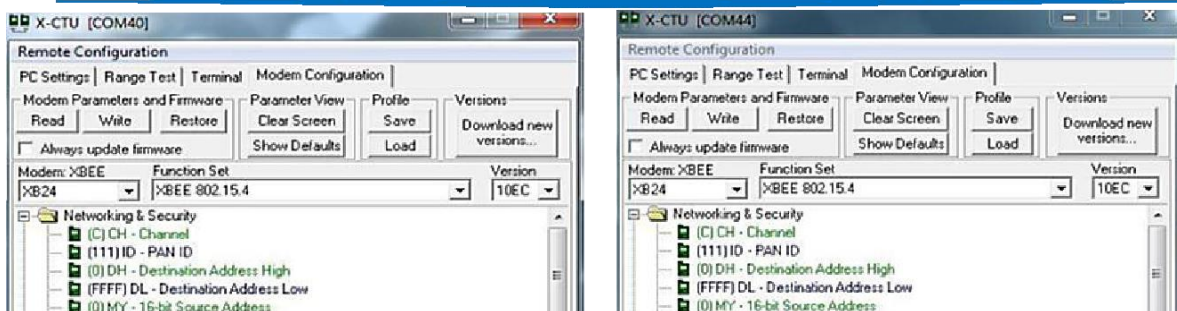 X-CTU [COM40]
Remote Configuration
PC Settings Range Test Terminal Modem Configuration
Modem Parameters and Firmware Parameter View Profile Versions
Read Write Restore Clear Screen Save Download new versions...
Always update firmware Show Defaults Load
Modem: XBEE Function Set Version
XB24 XBEE 802.15.4 10EC
Networking & Security
(C) CH - Channel
(111) ID - PAN ID
(0) DH - Destination Address High
(FFFF) DL - Destination Address Low
(0) MY - 16-bit Source Address
X-CTU [COM44]
Remote Configuration
PC Settings Range Test Terminal Modem Configuration
Modem Parameters and Firmware Parameter View Profile Versions
Read Write Restore Clear Screen Save Download new versions...
Always update firmware Show Defaults Load
Modem: XBEE Function Set Version
XB24 XBEE 802.15.4 10EC
Networking & Security
(C) CH - Channel
(111) ID - PAN ID
(0) DH - Destination Address High
(FFFF) DL - Destination Address Low
(0) MY - 16-bit Source Address